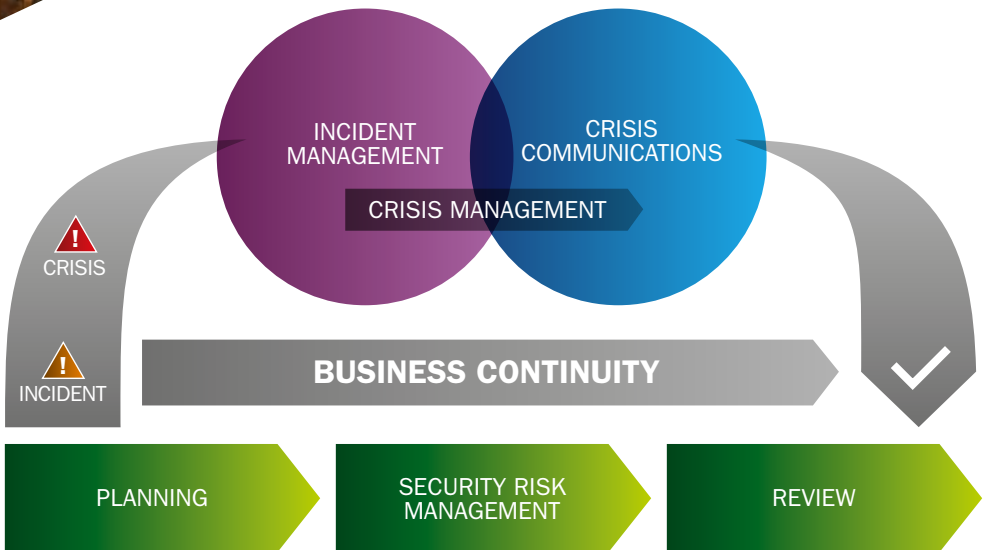 INCIDENT
MANAGEMENT
CRISIS
COMMUNICATIONS
CRISIS MANAGEMENT
!
CRISIS
!
INCIDENT
BUSINESS CONTINUITY
PLANNING
SECURITY RISK
MANAGEMENT
REVIEW